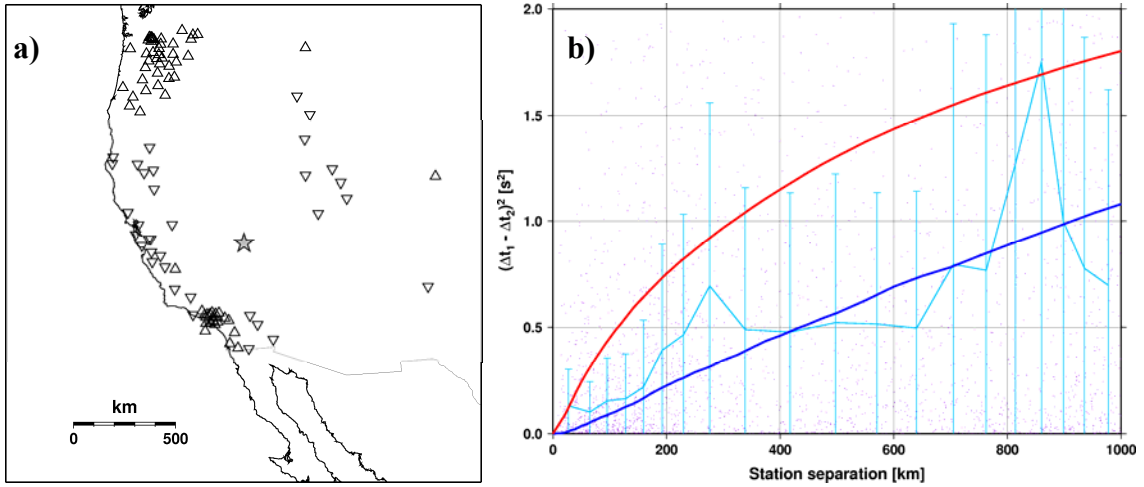 a)
km
0 500
b)
2.0
1.5
1.0
0.5
0.0
(Δt₁ - Δt₂)² [s²]
0 200 400 600 800 1000
Station separation [km]